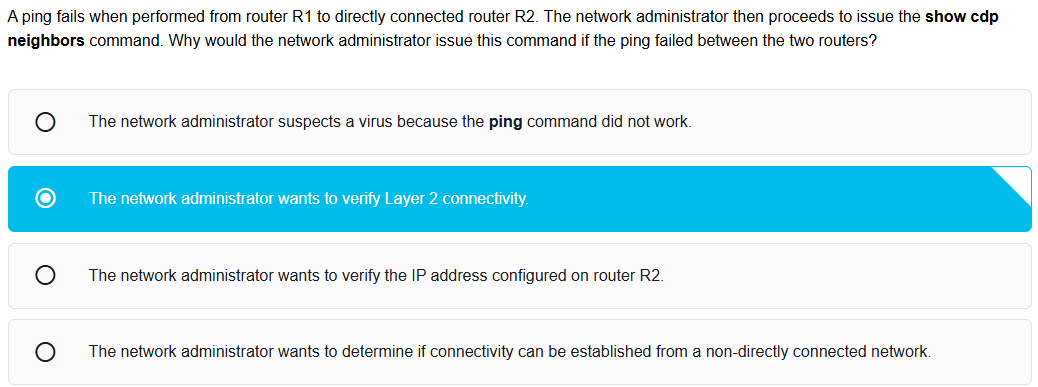 A ping fails when performed from router R1 to directly connected router R2. The network administrator then proceeds to issue the show cdp
neighbors command. Why would the network administrator issue this command if the ping failed between the two routers?
The network administrator suspects a virus because the ping command did not work.
The network administrator wants to verify Layer 2 connectivity.
The network administrator wants to verify the IP address configured on router R2.
The network administrator wants to determine if connectivity can be established from a non-directly connected network.